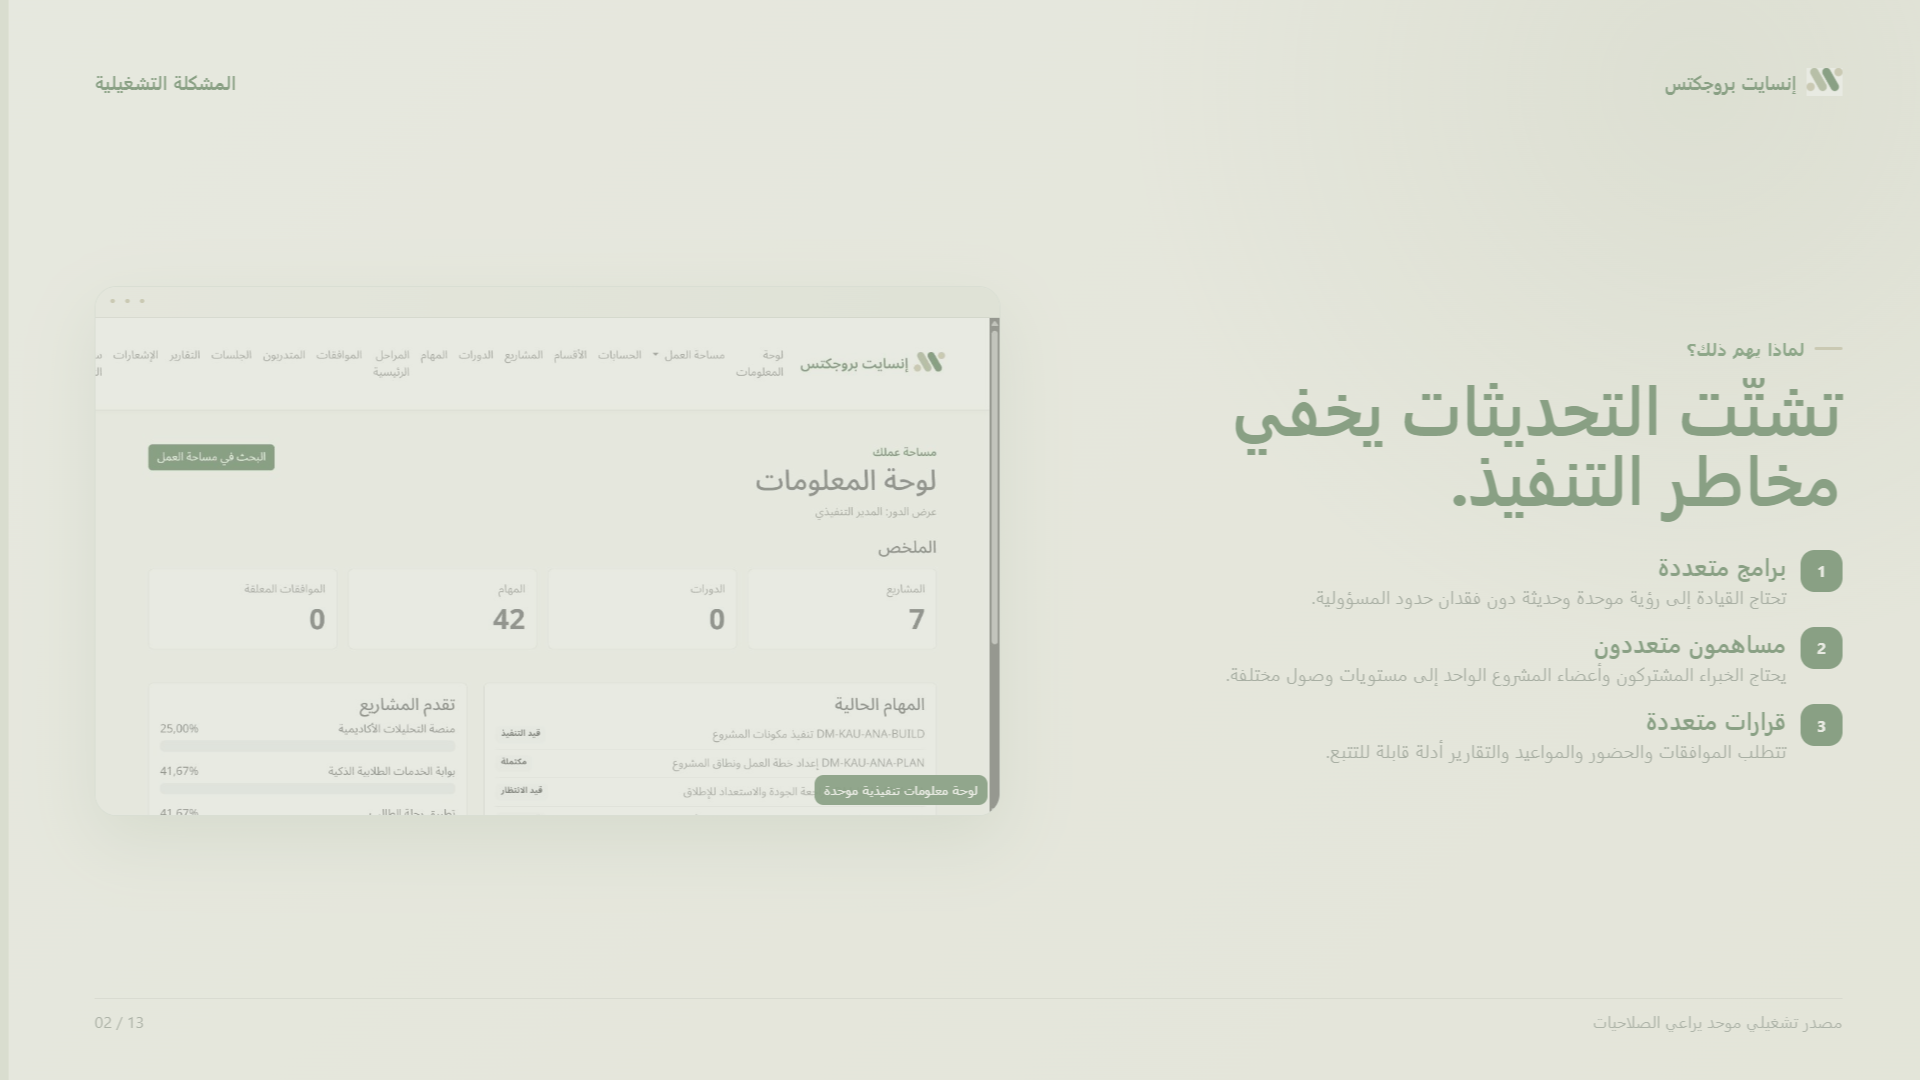 إنسايت بروجكتس
المشكلة التشغيلية
لماذا يهم ذلك؟
تشتّت التحديثات يخفي
مخاطر التنفيذ.
1
برامج متعددة
تحتاج القيادة إلى رؤية موحدة وحديثة دون فقدان حدود المسؤولية.
2
مساهمون متعددون
يحتاج الخبراء المشتركون وأعضاء المشروع الواحد إلى مستويات وصول مختلفة.
3
قرارات متعددة
تتطلب الموافقات والحضور والمواعيد والتقارير أدلة قابلة للتتبع.
إنسايت بروجكتس
لوحة المعلومات
مساحة العمل
الحسابات
الأقسام
المشاريع
الدورات
المهام
المراحل الرئيسية
الموافقات
المتدربون
الجلسات
التقارير
الإشعارات
مساحة عملك
لوحة المعلومات
عرض الدور: المدير التنفيذي
البحث في مساحة العمل
الملخص
المشاريع
7
الدورات
0
المهام
42
الموافقات المعلقة
0
المهام الحالية
DM-KAU-ANA-BUILD تنفيذ مكونات المشروع
قيد التنفيذ
DM-KAU-ANA-PLAN إعداد خطة العمل ونطاق المشروع
مكتملة
الجودة والاستعداد للإطلاق
قيد الانتظار
لوحة معلومات تنفيذية موحدة
تقدم المشاريع
منصة التحليلات الأكاديمية
25,00%
بوابة الخدمات الطلابية الذكية
41,67%
41,67%
مصدر تشغيلي موحد يراعي الصلاحيات
02 / 13